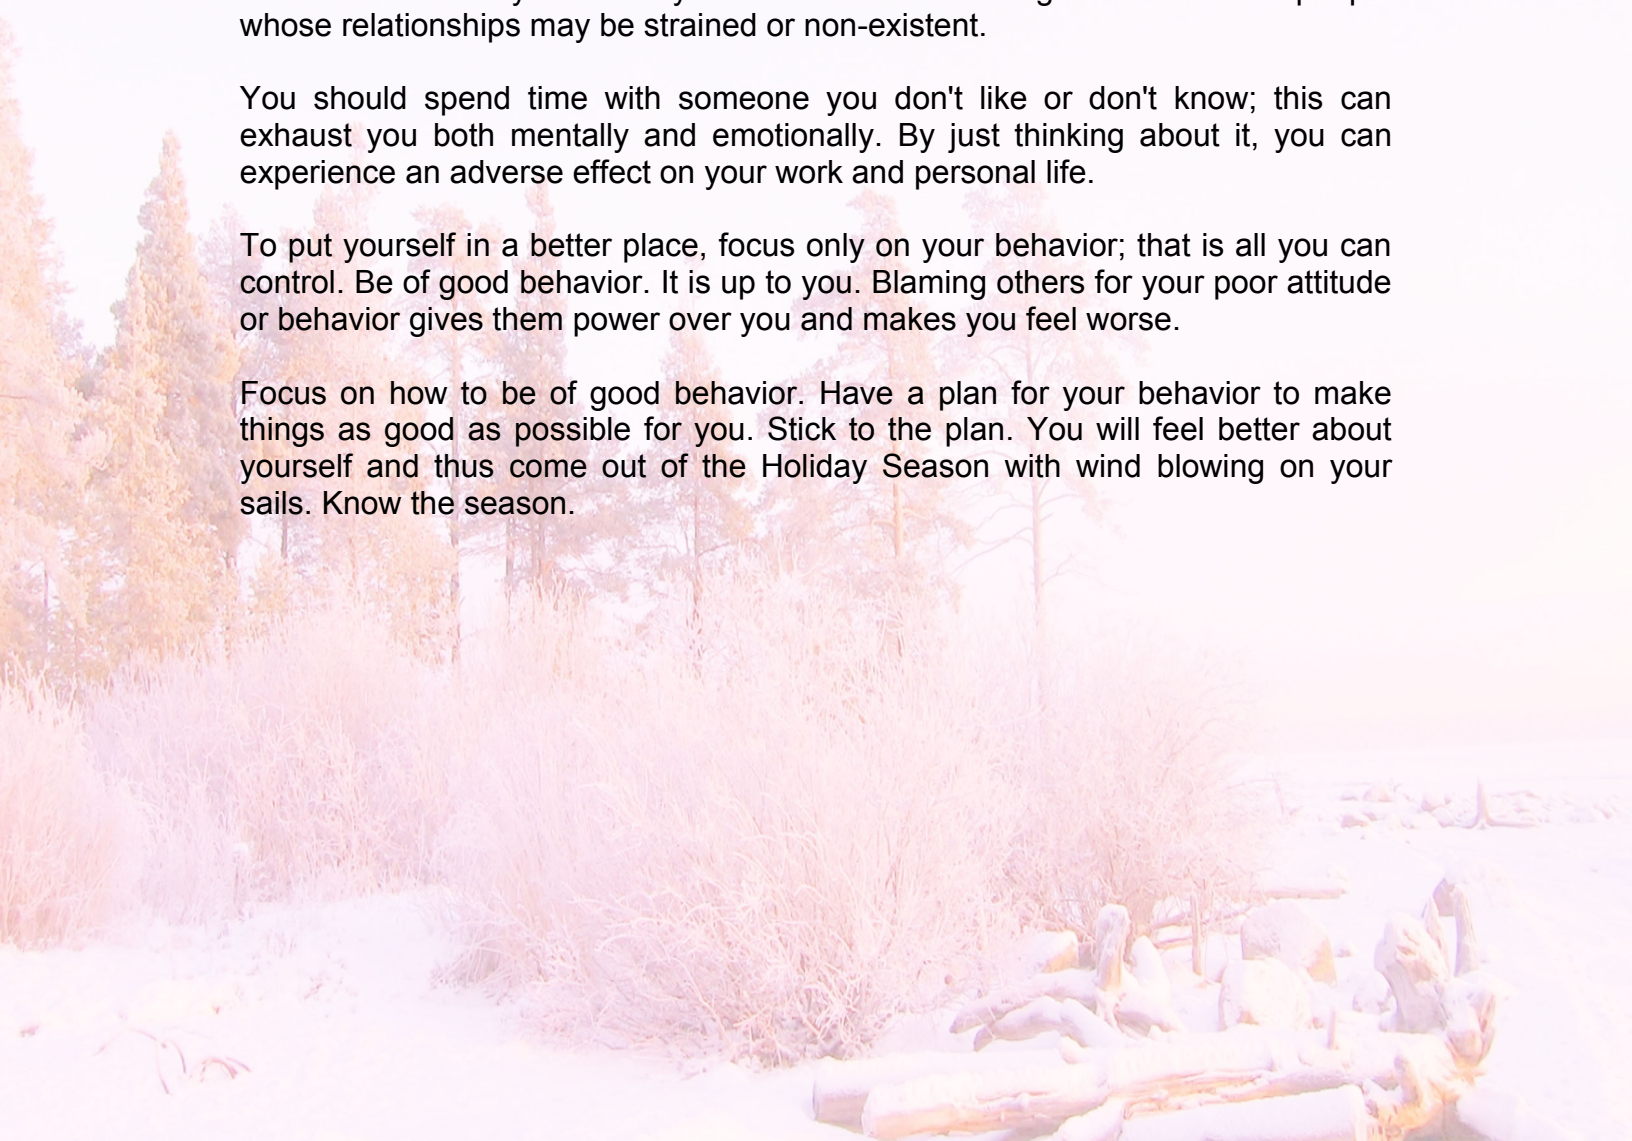 whose relationships may be strained or non-existent.
You should spend time with someone you don't like or don't know; this can
exhaust you both mentally and emotionally. By just thinking about it, you can
experience an adverse effect on your work and personal life.
To put yourself in a better place, focus only on your behavior; that is all you can
control. Be of good behavior. It is up to you. Blaming others for your poor attitude
or behavior gives them power over you and makes you feel worse.
Focus on how to be of good behavior. Have a plan for your behavior to make
things as good as possible for you. Stick to the plan. You will feel better about
yourself and thus come out of the Holiday Season with wind blowing on your
sails. Know the season.